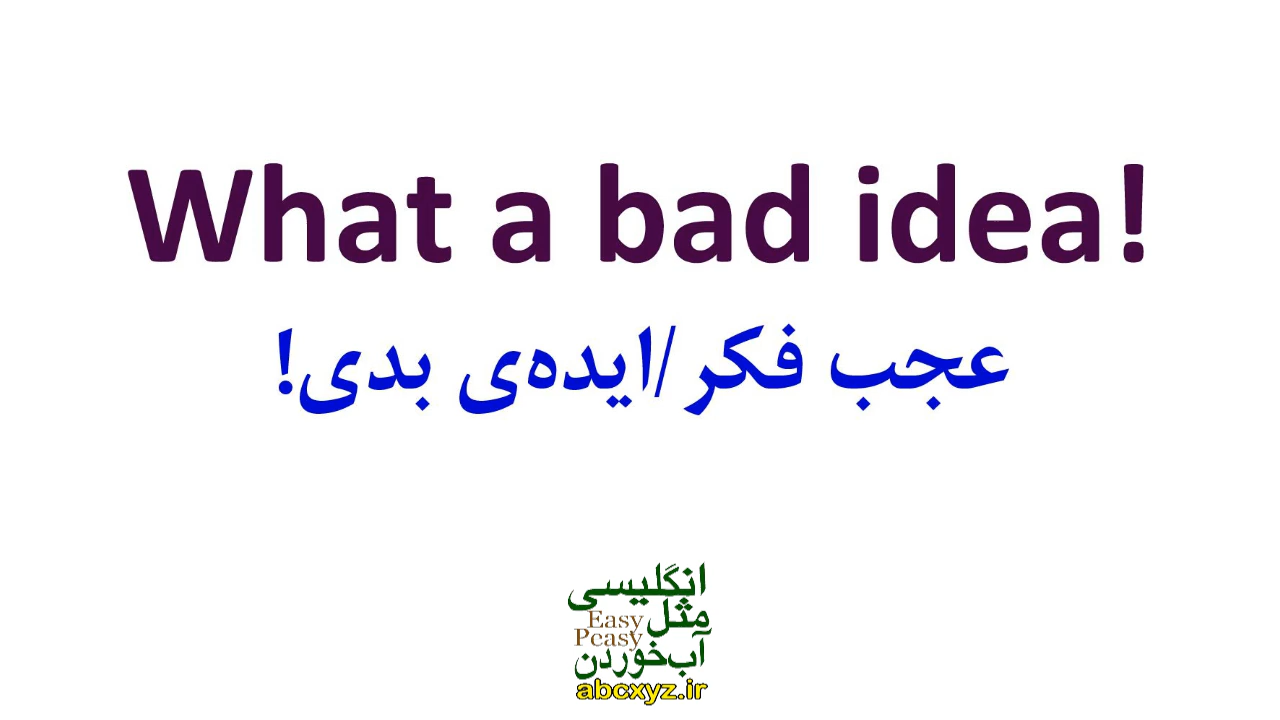 What a bad idea!
عجب فکر/ایده‌ی بدی!
انگلیسی
مثل
Easy
Peasy
آب‌خوردن
abcxyz.ir